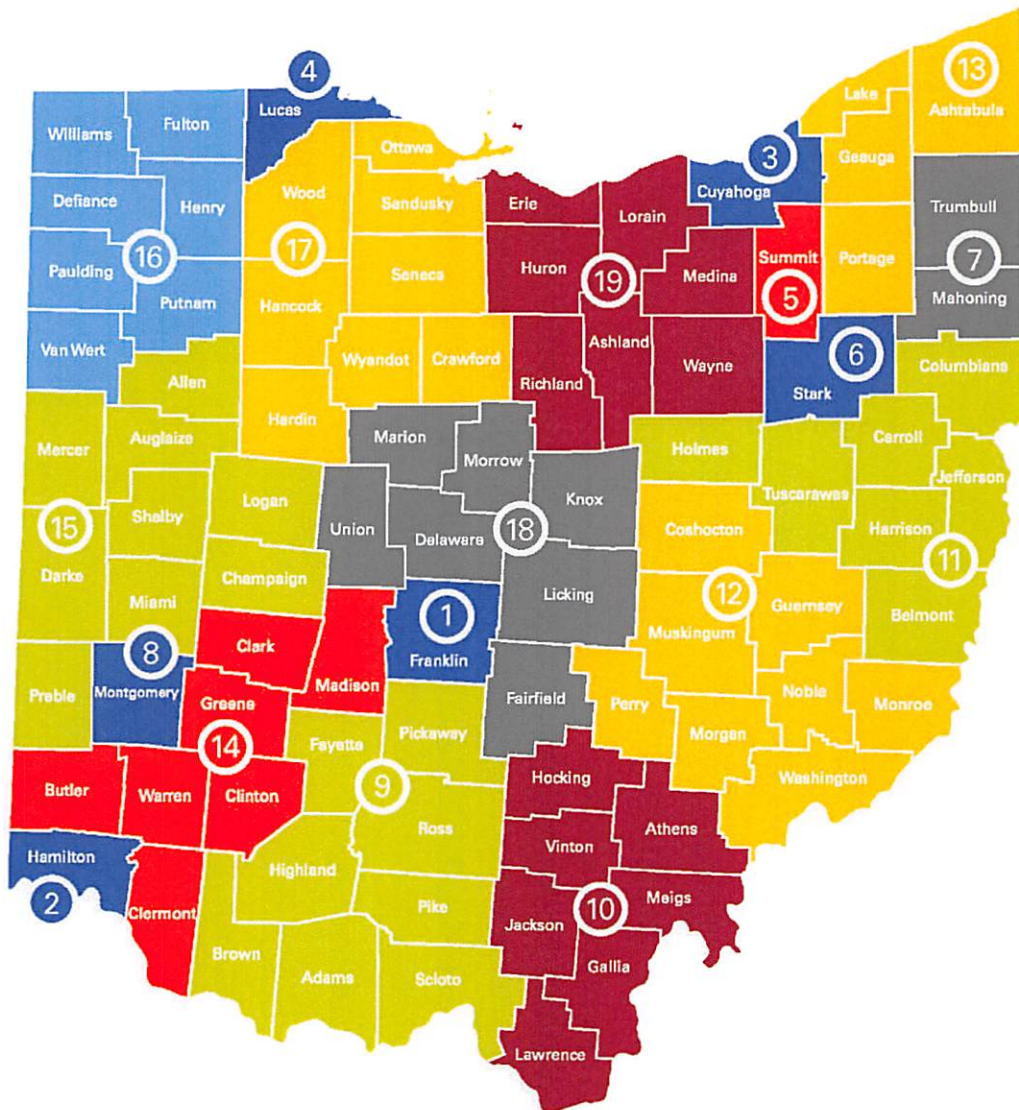 4
13
Lucas
Lake
Ashtabula
Williams
Fulton
Ottawa
3
Geauga
Wood
Cuyahoga
Defiance
Henry
Sandusky
Erie
Lorain
Trumbull
16
17
Paulding
Huron
19
Medina
Summit
Portage
7
Seneca
5
Putnam
Hancock
Mahoning
Van Wert
Wyandot
Crawford
Ashland
Wayne
6
Allen
Richland
Stark
Columbiana
Hardin
Mercer
Auglaize
Marion
Morrow
Holmes
Carroll
Jefferson
Logan
Knox
Tuscarawas
15
Shelby
Union
18
Coshocton
Harrison
Delaware
11
Darke
Champaign
Licking
12
Guernsey
Miami
1
Belmont
Muskingum
8
Clark
Franklin
Preble
Montgomery
Madison
Noble
Greene
Fairfield
Perry
Monroe
14
Fayette
Pickaway
Morgan
Hocking
Washington
Butler
Warren
Clinton
9
Ross
Athens
Hamilton
Vinton
Highland
2
Clermont
Pike
Jackson
10
Meigs
Brown
Adams
Scioto
Gallia
Lawrence